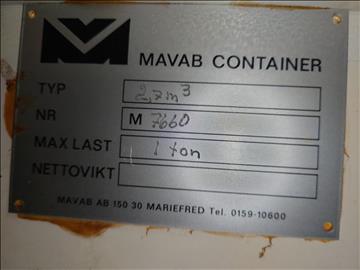 MAVAB CONTAINER
TYP 2,7m³
NR M 7660
MAX LAST 1 ton
NETTOVIKT
MAVAB AB 150 30 MARIEFRED Tel. 0159-10600